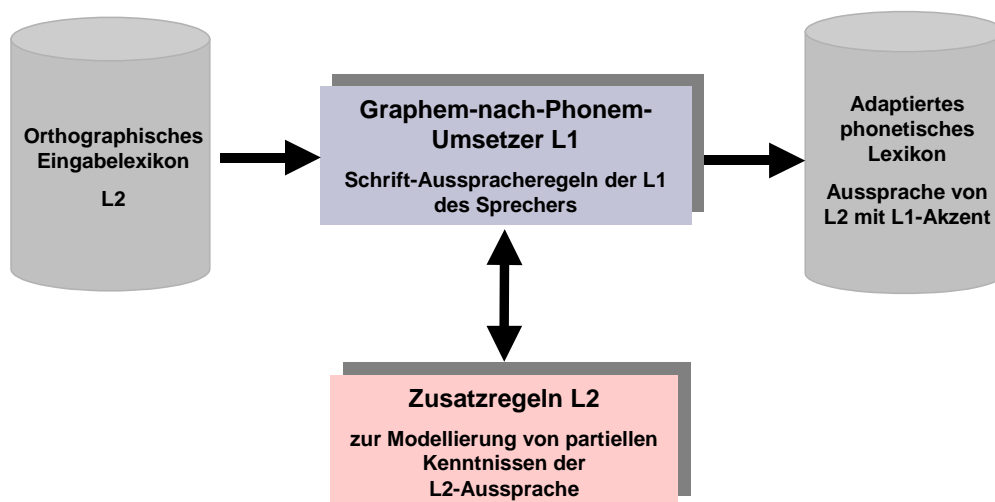 Orthographisches
Eingabelexikon
L2
Graphem-nach-Phonem-
Umsetzer L1
Schrift-Ausspracheregeln der L1
des Sprechers
Adaptiertes
phonetisches
Lexikon
Aussprache von
L2 mit L1-Akzent
Zusatzregeln L2
zur Modellierung von partiellen
Kenntnissen der
L2-Aussprache